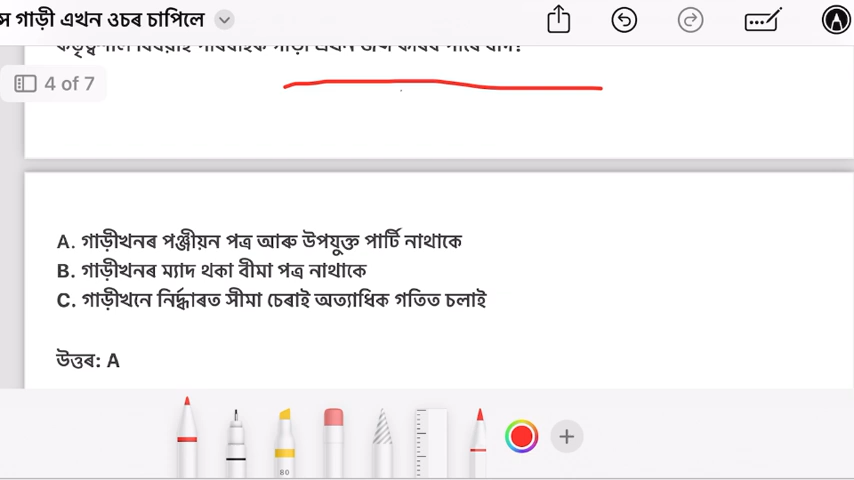 গাড়ী এখন ওচৰ চাপিলে
4 of 7
A. গাড়ীখনৰ পঞ্জীয়ন পত্ৰ আৰু উপযুক্ত পাৰ্টি নাথাকে
B. গাড়ীখনৰ ম্যাদ থকা বীমা পত্ৰ নাথাকে
C. গাড়ীখনে নিৰ্দ্ধাৰত সীমা চেৰাই অত্যাধিক গতিত চলাই
উত্তৰ: A
80